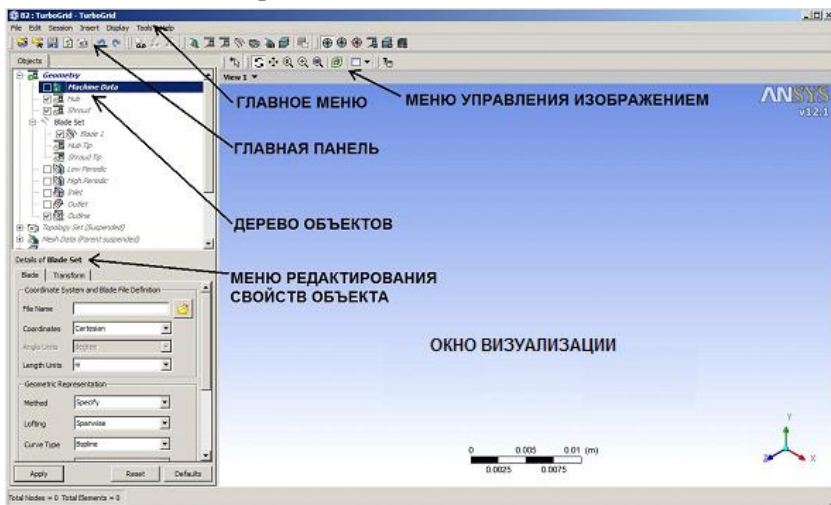 B2 : TurboGrid - TurboGrid
File Edit Session Insert Display Tools Help
Objects
View 1
Geometry
Machine Data
Hub
Shroud
Blade Set
Blade 1
Hub Tip
Shroud Tip
Low Periodic
High Periodic
Inlet
Outlet
Outline
Topology Set (Suspended)
Mesh Data (Parent suspended)
ГЛАВНОЕ МЕНЮ
МЕНЮ УПРАВЛЕНИЯ ИЗОБРАЖЕНИЕМ
ANSYS
v12.1
ГЛАВНАЯ ПАНЕЛЬ
ДЕРЕВО ОБЪЕКТОВ
Details of Blade Set
МЕНЮ РЕДАКТИРОВАНИЯ
СВОЙСТВ ОБЪЕКТА
Blade Transform
Coordinate System and Blade File Definition
File Name
Coordinates Cartesian
Angle Units degree
Length Units m
Geometric Representation
Method Specify
Lofting Spanwise
Curve Type Bspline
ОКНО ВИЗУАЛИЗАЦИИ
0 0.005 0.01 (m)
0.0025 0.0075
Y
Z X
Apply Reset Defaults
Total Nodes = 0 Total Elements = 0